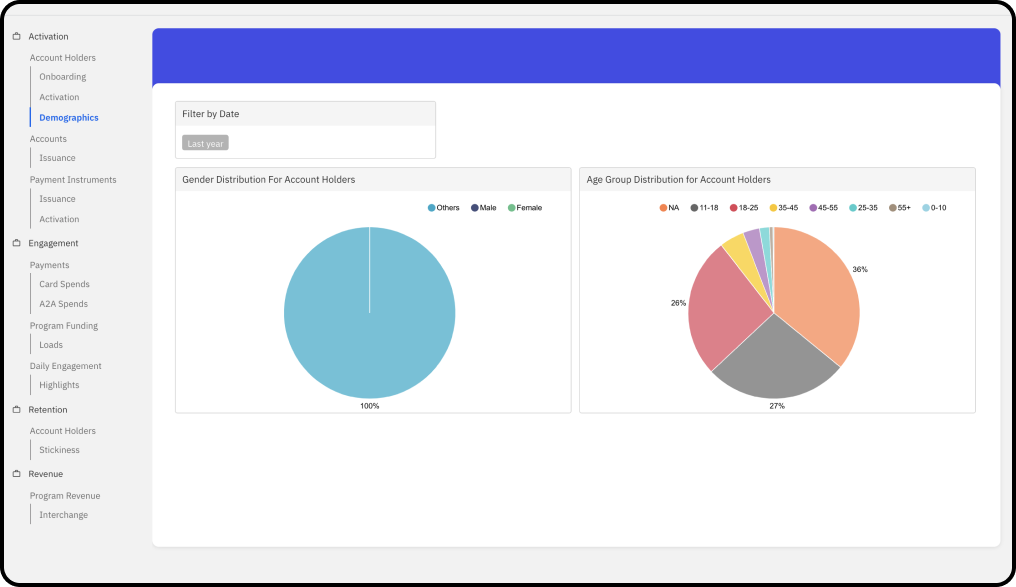 Activation
Account Holders
Onboarding
Activation
Demographics
Accounts
Issuance
Payment Instruments
Issuance
Activation
Engagement
Payments
Card Spends
A2A Spends
Program Funding
Loads
Daily Engagement
Highlights
Retention
Account Holders
Stickiness
Revenue
Program Revenue
Interchange
Filter by Date
Last year
Gender Distribution For Account Holders
Others Male Female
100%
Age Group Distribution for Account Holders
NA 11-18 18-25 35-45 45-55 25-35 55+ 0-10
36%
26%
27%